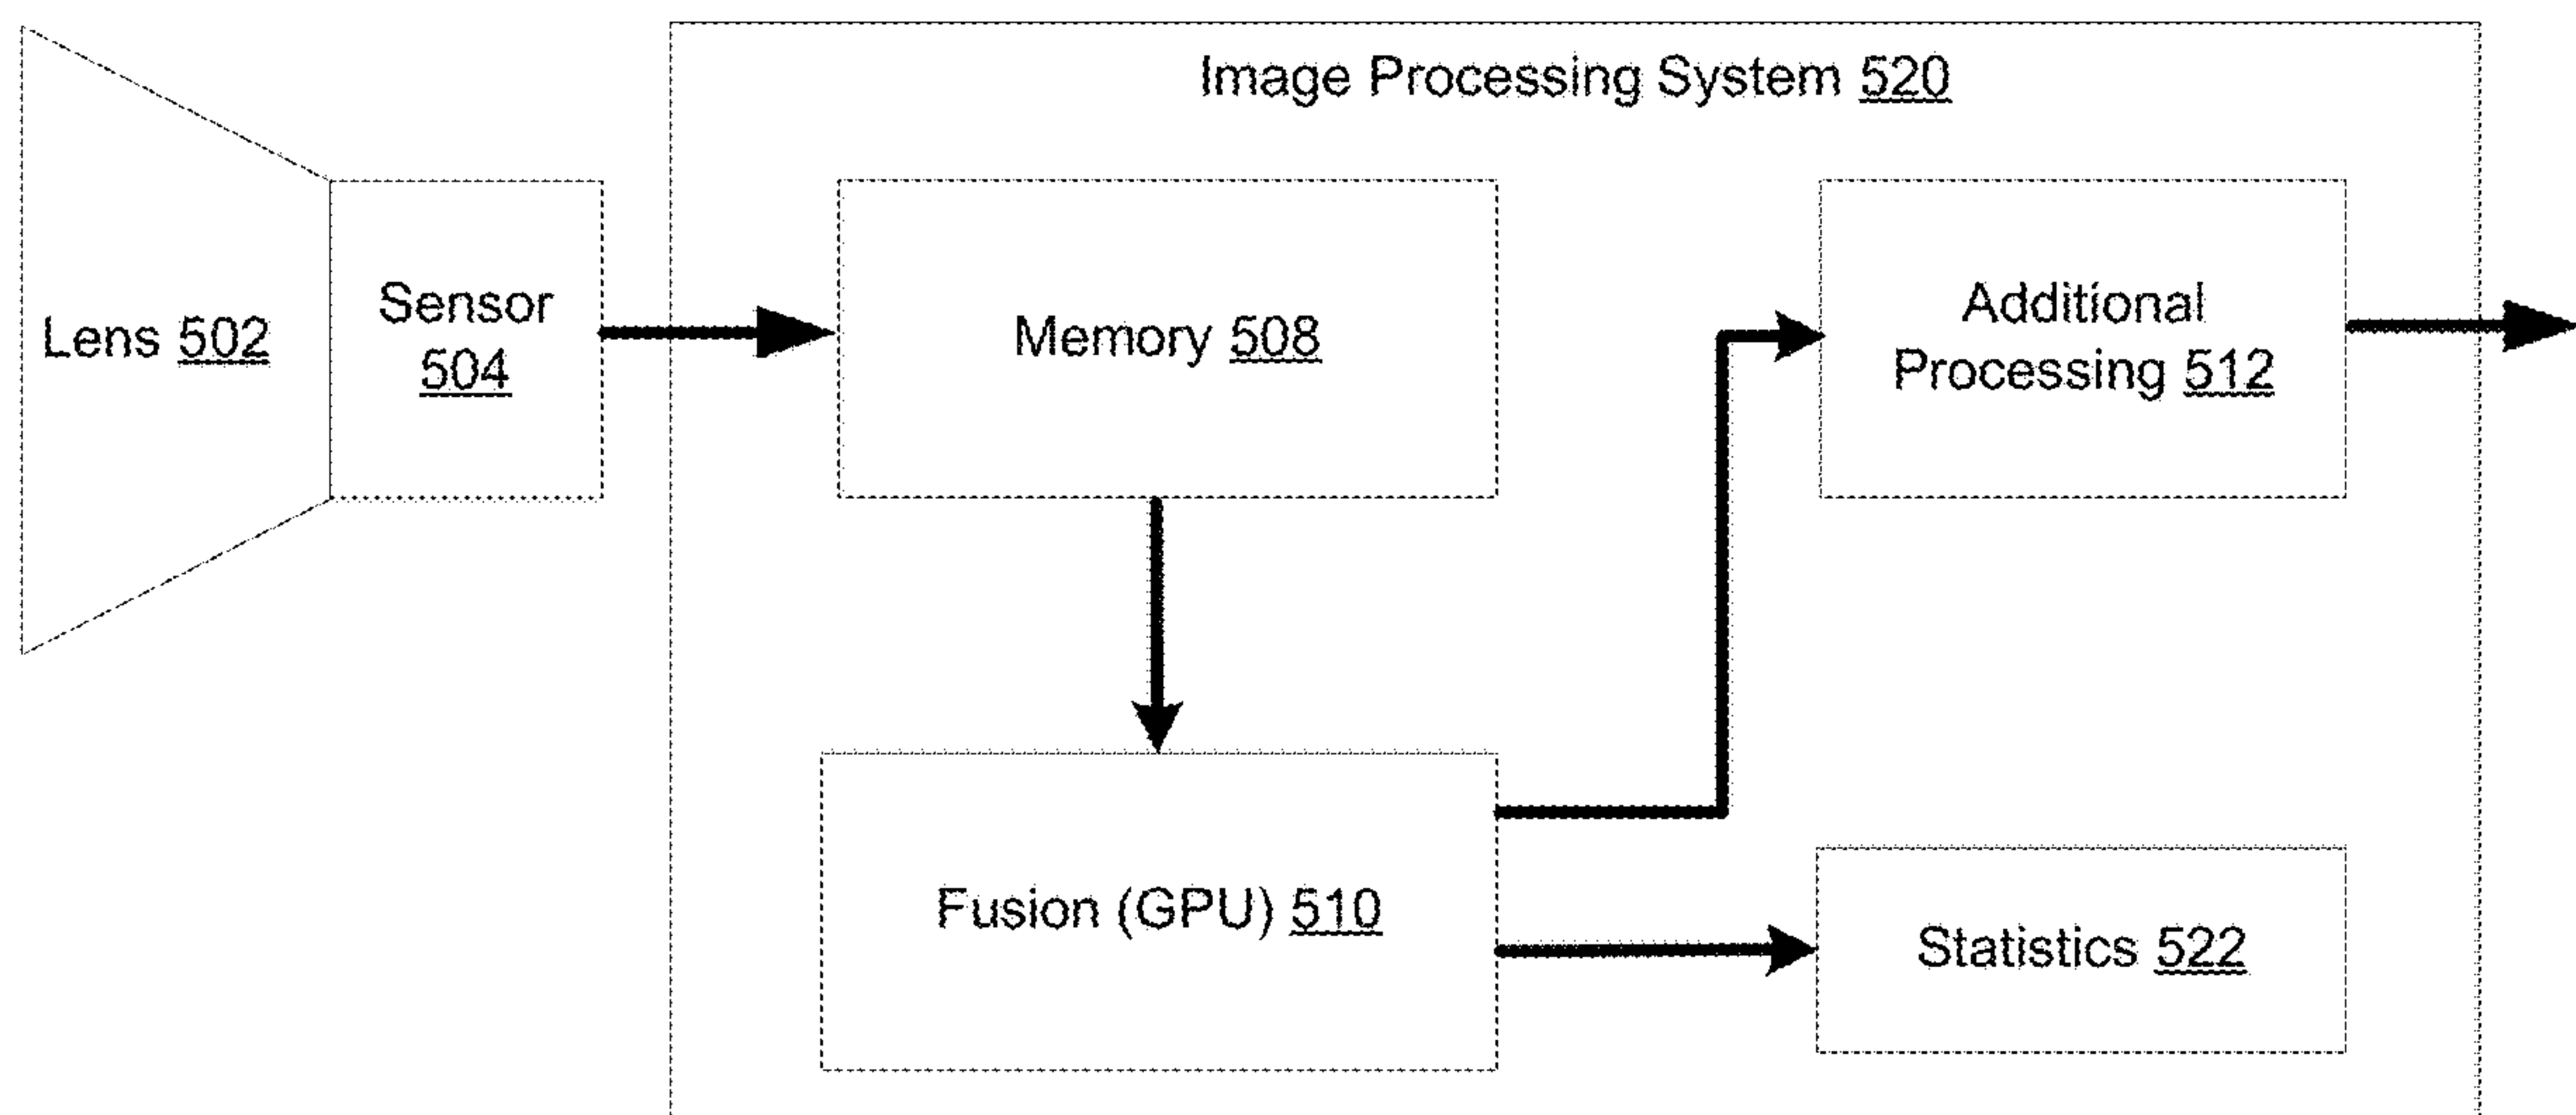 Image Processing System 520
Lens 502
Sensor
504
Memory 508
Additional
Processing 512
Fusion (GPU) 510
Statistics 522